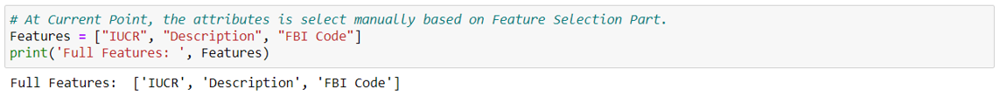 # At Current Point, the attributes is select manually based on Feature Selection Part.
Features = ["IUCR", "Description", "FBI Code"]
print('Full Features: ', Features)
Full Features:  ['IUCR', 'Description', 'FBI Code']